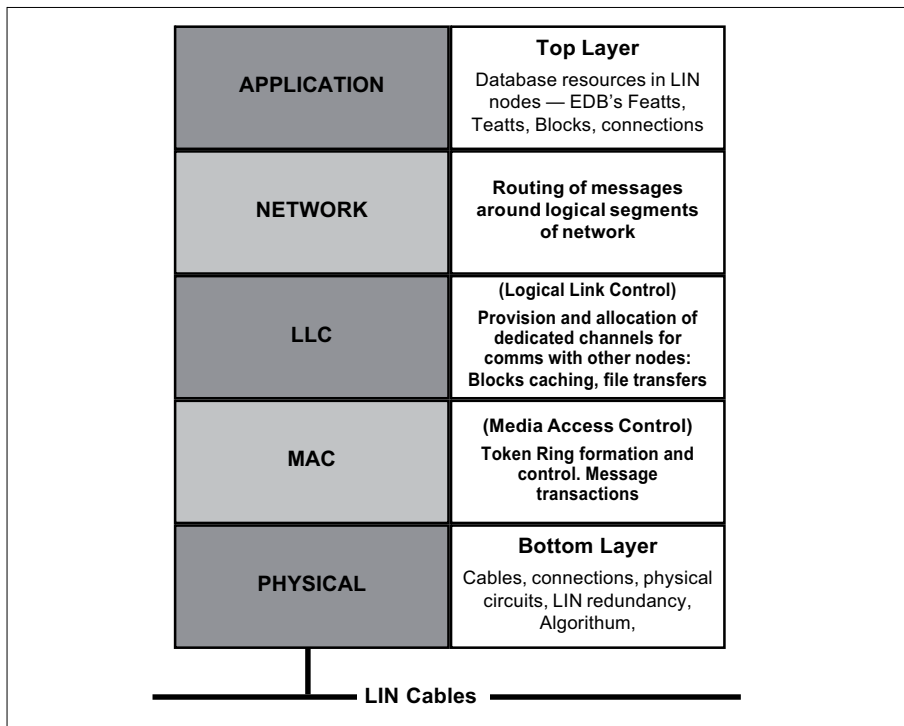 APPLICATION
Top Layer
Database resources in LIN
nodes — EDB's Featts,
Teatts, Blocks, connections
NETWORK
Routing of messages
around logical segments
of network
LLC
(Logical Link Control)
Provision and allocation of
dedicated channels for
comms with other nodes:
Blocks caching, file transfers
MAC
(Media Access Control)
Token Ring formation and
control. Message
transactions
PHYSICAL
Bottom Layer
Cables, connections, physical
circuits, LIN redundancy,
Algorithum,
LIN Cables